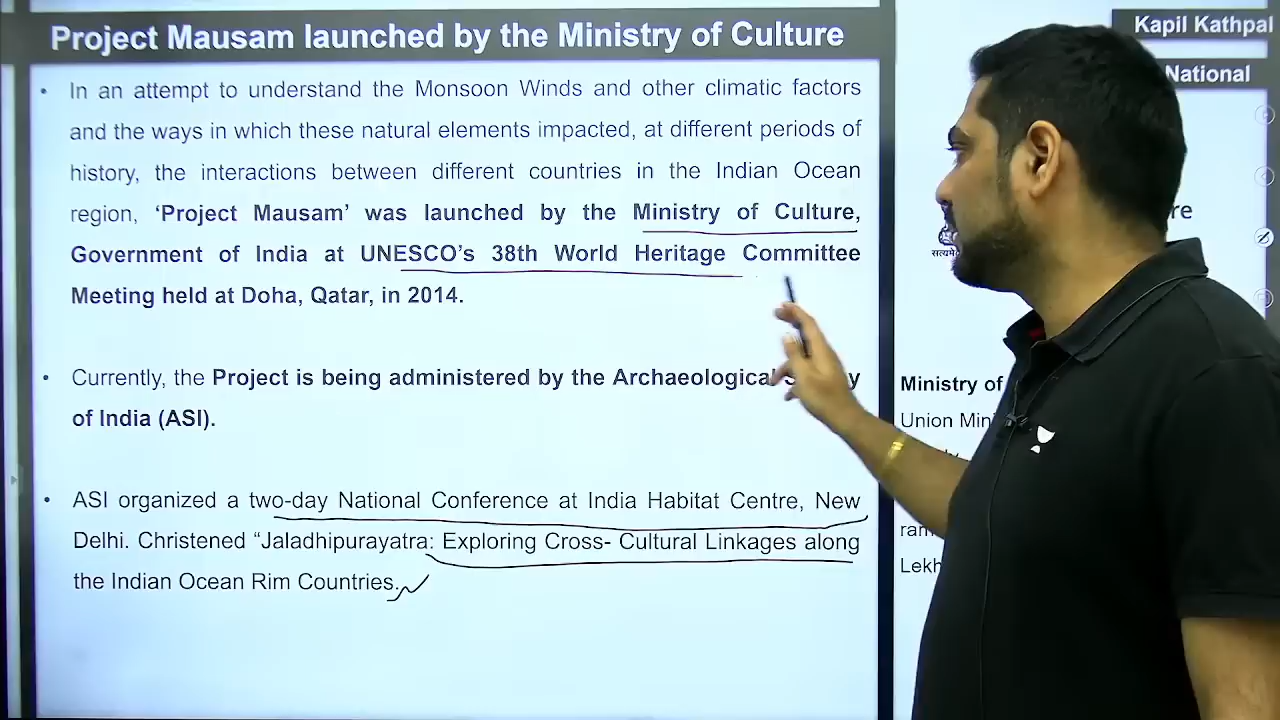 Project Mausam launched by the Ministry of Culture
Kapil Kathpal
National
• In an attempt to understand the Monsoon Winds and other climatic factors
and the ways in which these natural elements impacted, at different periods of
history, the interactions between different countries in the Indian Ocean
region, ‘Project Mausam’ was launched by the Ministry of Culture,
Government of India at UNESCO’s 38th World Heritage Committee
Meeting held at Doha, Qatar, in 2014.
• Currently, the Project is being administered by the Archaeological
of India (ASI).
• ASI organized a two-day National Conference at India Habitat Centre, New
Delhi. Christened “Jaladhipurayatra: Exploring Cross- Cultural Linkages along
the Indian Ocean Rim Countries.
Ministry of
Union